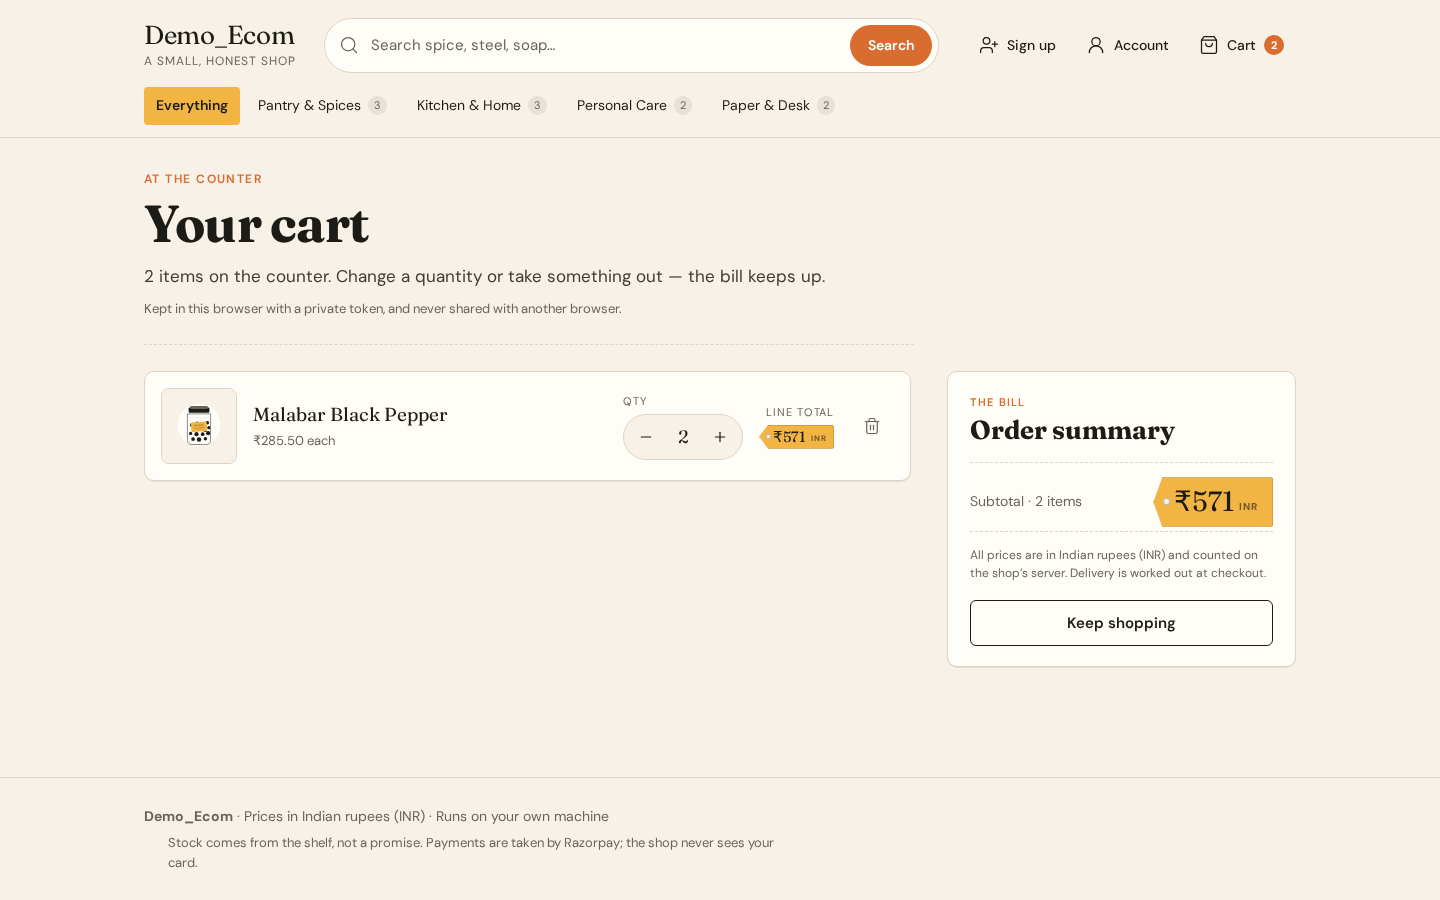 Demo_Ecom
A SMALL, HONEST SHOP
Search spice, steel, soap...
Search
Sign up
Account
Cart 2
Everything
Pantry & Spices 3
Kitchen & Home 3
Personal Care 2
Paper & Desk 2
AT THE COUNTER
Your cart
2 items on the counter. Change a quantity or take something out — the bill keeps up.
Kept in this browser with a private token, and never shared with another browser.
Malabar Black Pepper
₹285.50 each
QTY
− 2 +
LINE TOTAL
₹571 INR
THE BILL
Order summary
Subtotal · 2 items
₹571 INR
All prices are in Indian rupees (INR) and counted on
the shop's server. Delivery is worked out at checkout.
Keep shopping
Demo_Ecom · Prices in Indian rupees (INR) · Runs on your own machine
Stock comes from the shelf, not a promise. Payments are taken by Razorpay; the shop never sees your
card.